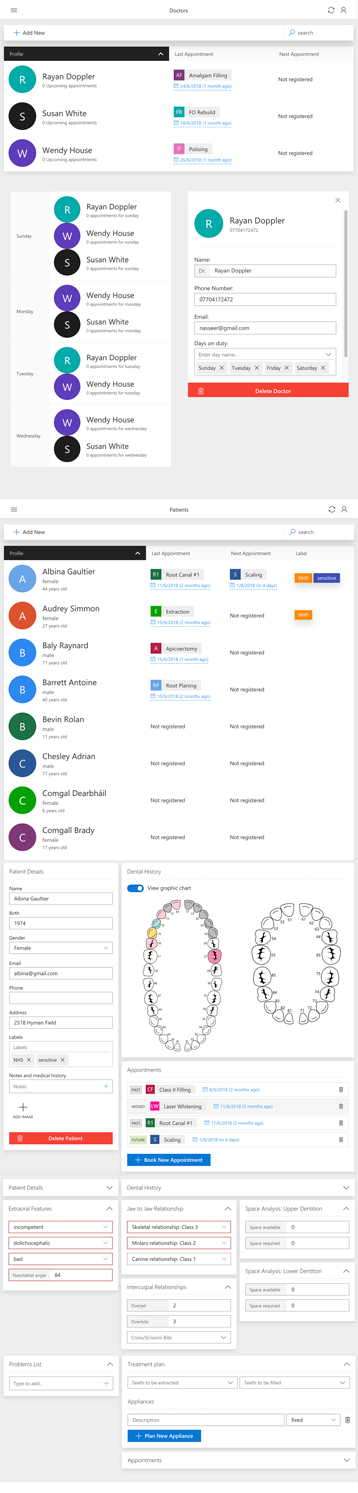 Doctors
Add New
search
Profile
Last Appointment
Next Appointment
R
Rayan Doppler
0 Upcoming appointments
AF Amalgam Filling
24/6/2018 (1 month ago)
Not registered
S
Susan White
0 Upcoming appointments
FR FO Rebuild
18/6/2018 (1 month ago)
Not registered
W
Wendy House
0 Upcoming appointments
P Polising
26/6/2018 (1 month ago)
Not registered
Sunday
R
Rayan Doppler
0 appointments for sunday
W
Wendy House
0 appointments for sunday
S
Susan White
0 appointments for sunday
Monday
W
Wendy House
0 appointments for monday
S
Susan White
0 appointments for monday
Tuesday
R
Rayan Doppler
0 appointments for tuesday
W
Wendy House
0 appointments for tuesday
Wednesday
W
Wendy House
0 appointments for wednesday
S
Susan White
0 appointments for wednesday
R
Rayan Doppler
07704172472
Name:
Dr. Rayan Doppler
Phone Number:
07704172472
Email:
nasseer@gmail.com
Days on duty:
Enter day name...
Sunday Tuesday Friday Saturday
Delete Doctor
Patients
Add New
search
Profile
Last Appointment
Next Appointment
Label
A
Albina Gaultier
female
44 years old
R1 Root Canal #1
11/6/2018 (2 months ago)
S Scaling
1/8/2018 (in 4 days)
NHS sensitive
A
Audrey Simmon
female
27 years old
E Extraction
10/6/2018 (2 months ago)
Not registered
NHS
B
Baly Raynard
male
71 years old
A Apicoectomy
15/6/2018 (1 month ago)
Not registered
B
Barrett Antoine
male
40 years old
RP Root Planing
10/6/2018 (2 months ago)
Not registered
B
Bevin Rolan
male
11 years old
Not registered
Not registered
C
Chesley Adrian
male
77 years old
Not registered
Not registered
C
Comgal Dearbháil
female
6 years old
Not registered
Not registered
C
Comgall Brady
female
17 years old
Not registered
Not registered
Patient Details
Name
Albina Gaultier
Birth
1974
Gender
Female
Email
albina@gmail.com
Phone
Address
2518 Hyman Field
Labels
Labels
NHS sensitive
Notes and medical history
Notes
ADD IMAGE
Delete Patient
Dental History
View graphic chart
Appointments
PAST CF Class II Filling 8/6/2018 (2 months ago)
MISSED LW Laser Whitening 11/6/2018 (2 months ago)
PAST R1 Root Canal #1 11/6/2018 (2 months ago)
FUTURE S Scaling 1/8/2018 (in 4 days)
Book New Appointment
Patient Details
Dental History
Extraoral Features
incompetent
dolichocephalic
bad
Nasolabial angle 84
Jaw to Jaw Relationship
Skeletal relationship: Class 3
Molars relationship: Class 2
Canine relationship: Class 1
Intercuspal Relationships
Overjet 2
Overbite 3
Cross/Scissors Bite
Space Analysis: Upper Dentition
Space available 0
Space required 0
Space Analysis: Lower Dentition
Space available 0
Space required 0
Problems List
Type to add..
Treatment plan
Teeth to be extracted
Teeth to be filled
Appliances
Description
fixed
Plan New Appliance
Appointments